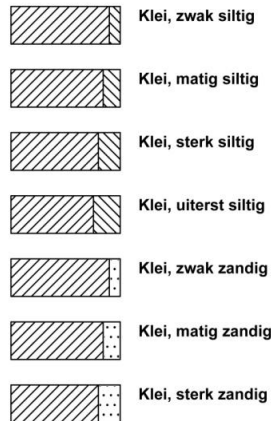 Klei, zwak siltig
Klei, matig siltig
Klei, sterk siltig
Klei, uiterst siltig
Klei, zwak zandig
Klei, matig zandig
Klei, sterk zandig